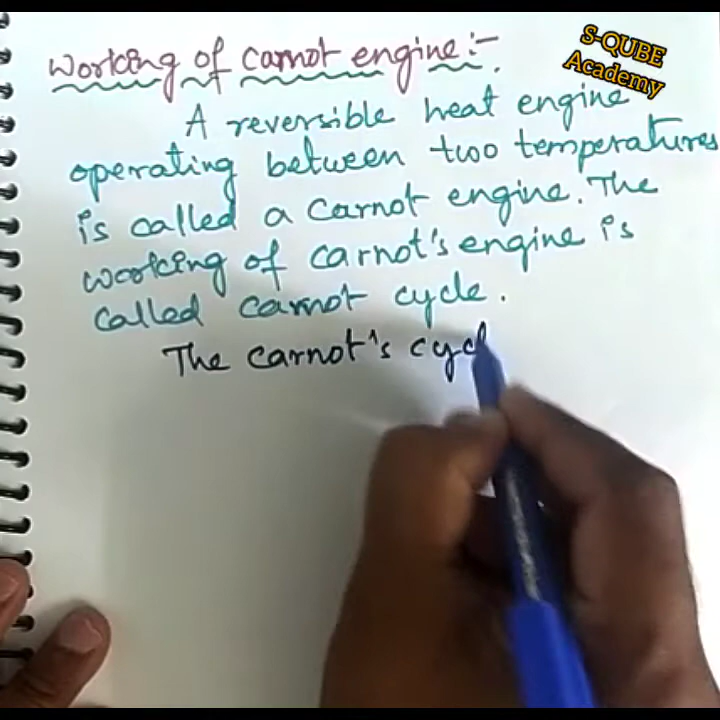 Working of carnot engine:-
S-QUBE
Academy
A reversible heat engine
operating between two temperatures
is called a carnot engine. The
working of carnot's engine is
called carnot cycle.
The carnot's cycl